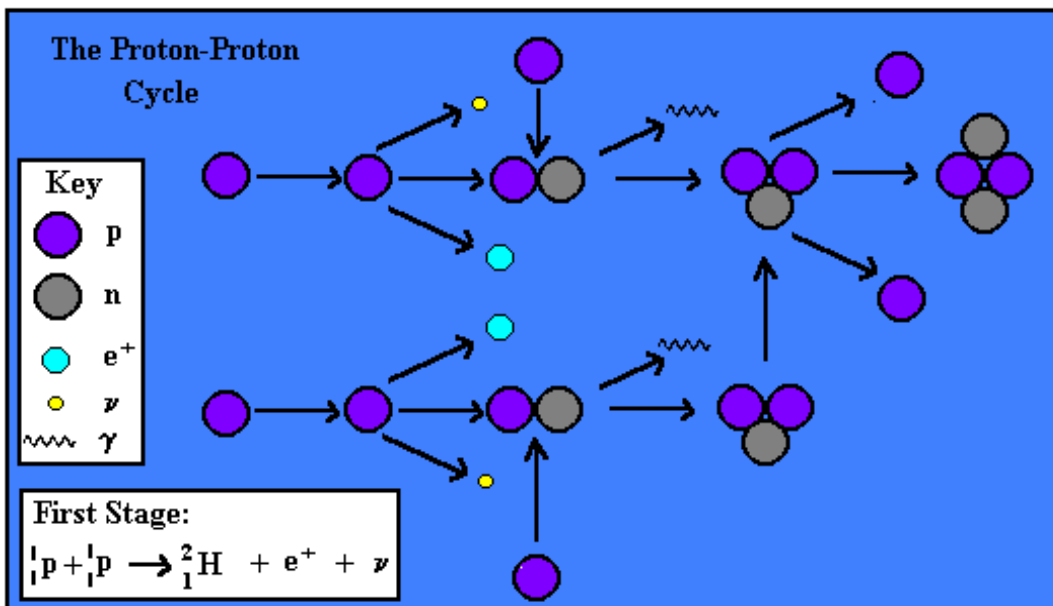 The Proton-Proton
Cycle
Key
p
n
e⁺
ν
γ
First Stage:
¹₁p + ¹₁p → ²₁H + e⁺ + ν